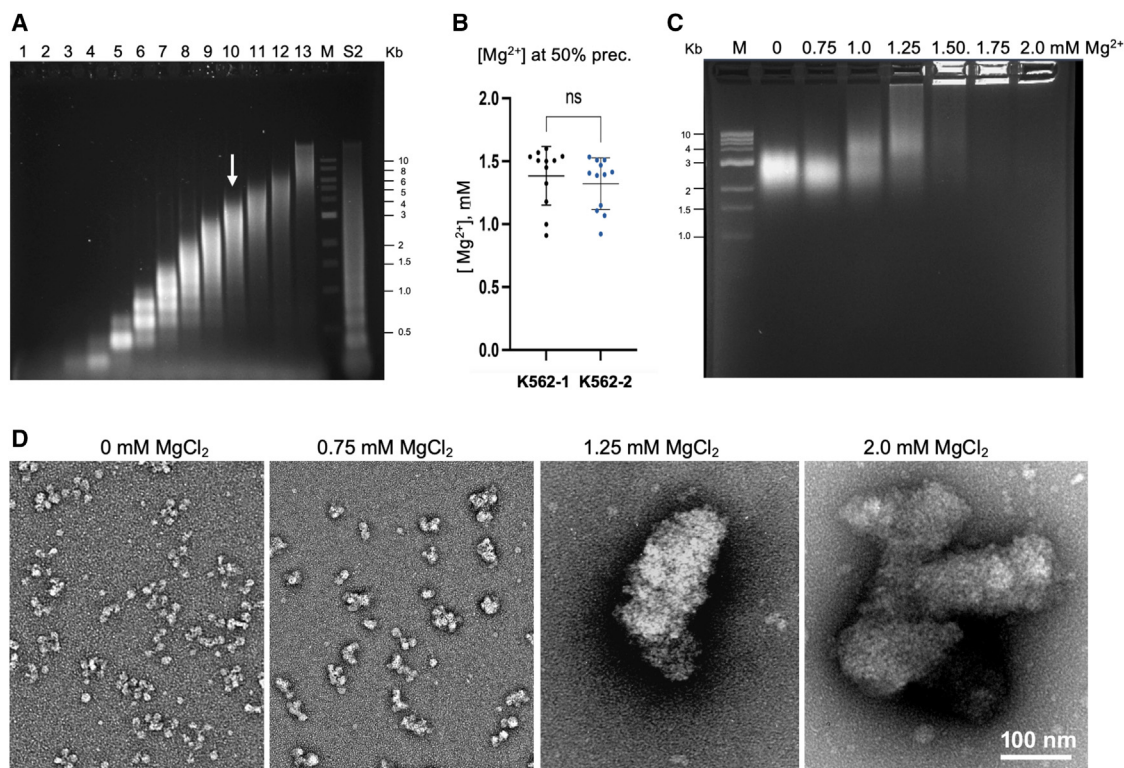 A
1 2 3 4 5 6 7 8 9 10 11 12 13 M S2 Kb
10
8
6
5
4
3
2
1.5
1.0
0.5
B
[Mg²⁺] at 50% prec.
ns
2.0
1.5
1.0
0.5
0.0
[ Mg²⁺], mM
K562-1 K562-2
C
Kb M 0 0.75 1.0 1.25 1.50. 1.75 2.0 mM Mg²⁺
10
4
3
2
1.5
1.0
D
0 mM MgCl₂ 0.75 mM MgCl₂ 1.25 mM MgCl₂ 2.0 mM MgCl₂
100 nm